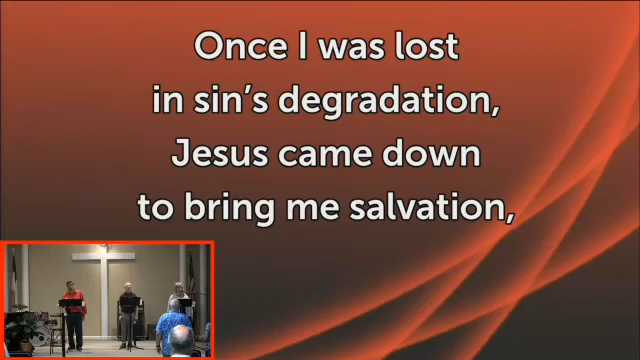 Once I was lost
in sin's degradation,
Jesus came down
to bring me salvation,